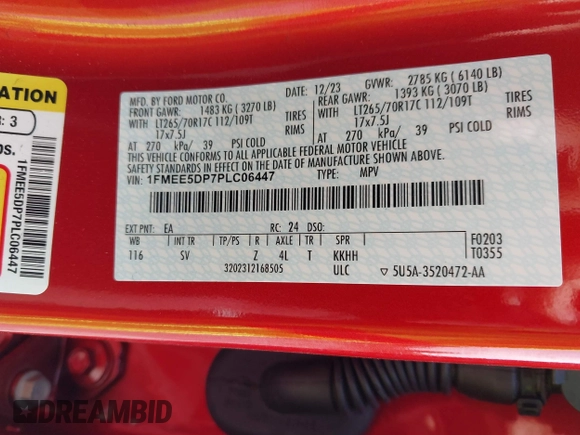 ATION
: 3
bs.
1FMEE5DP7PLC06447
MFD. BY FORD MOTOR CO.
DATE: 12/23 GVWR: 2785 KG ( 6140 LB)
FRONT GAWR: 1483 KG ( 3270 LB) REAR GAWR: 1393 KG ( 3070 LB)
WITH LT265/70R17C 112/109T TIRES WITH LT265/70R17C 112/109T TIRES
17x7.5J RIMS 17x7.5J RIMS
AT 270 kPa/ 39 PSI COLD AT 270 kPa/ 39 PSI COLD
THIS VEHICLE CONFORMS TO ALL APPLICABLE FEDERAL MOTOR VEHICLE
SAFETY STANDARDS IN EFFECT ON THE DATE OF MANUFACTURE SHOWN ABOVE.
VIN: 1FMEE5DP7PLC06447 TYPE: MPV
EXT PNT: EA RC: 24 DSO:
WB INT TR TP/PS R AXLE TR SPR F0203
116 SV Z 4L T KKHH T0355
3202312168505 ULC ▽ 5U5A-3520472-AA
DREAMBID